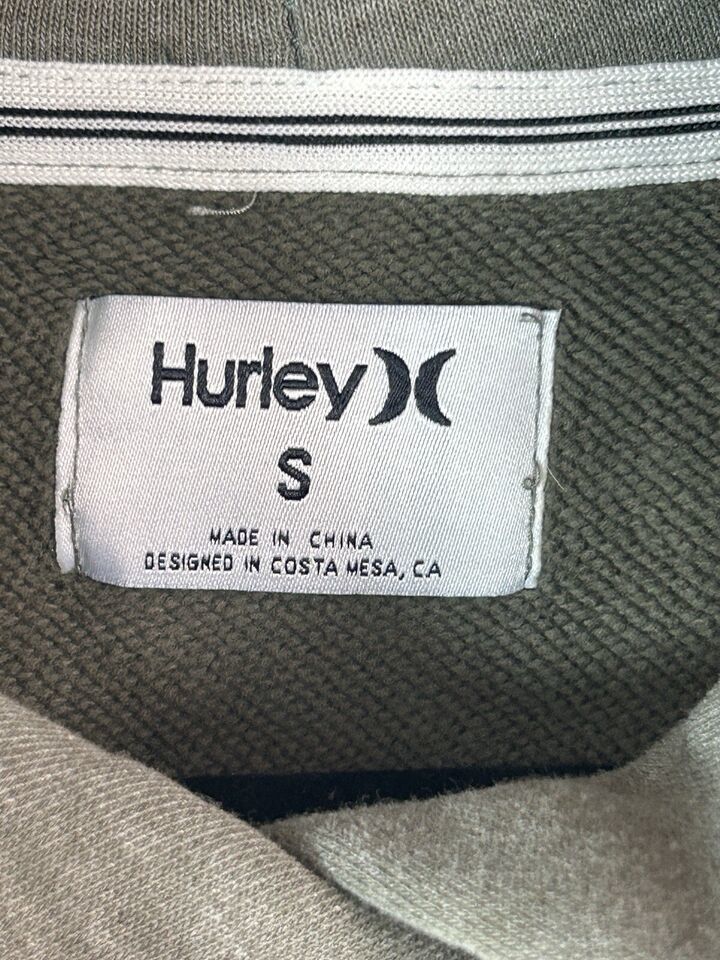 Hurley
S
MADE IN CHINA
DESIGNED IN COSTA MESA, CA